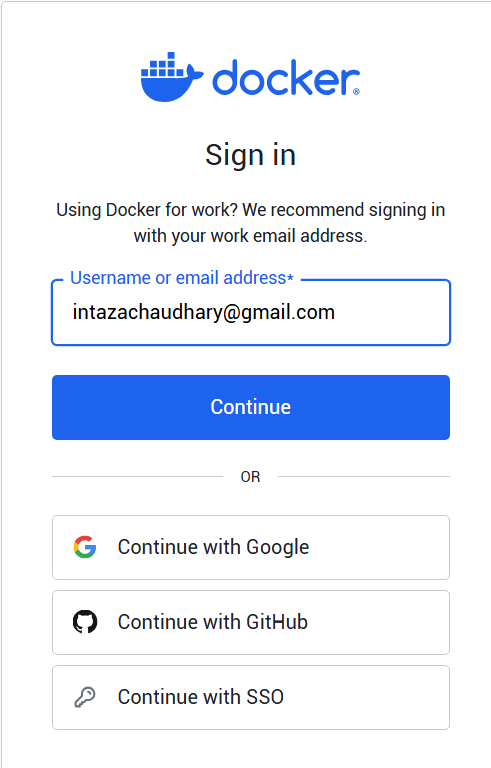 docker®
Sign in
Using Docker for work? We recommend signing in
with your work email address.
Username or email address*
intazachaudhary@gmail.com
Continue
OR
Continue with Google
Continue with GitHub
Continue with SSO